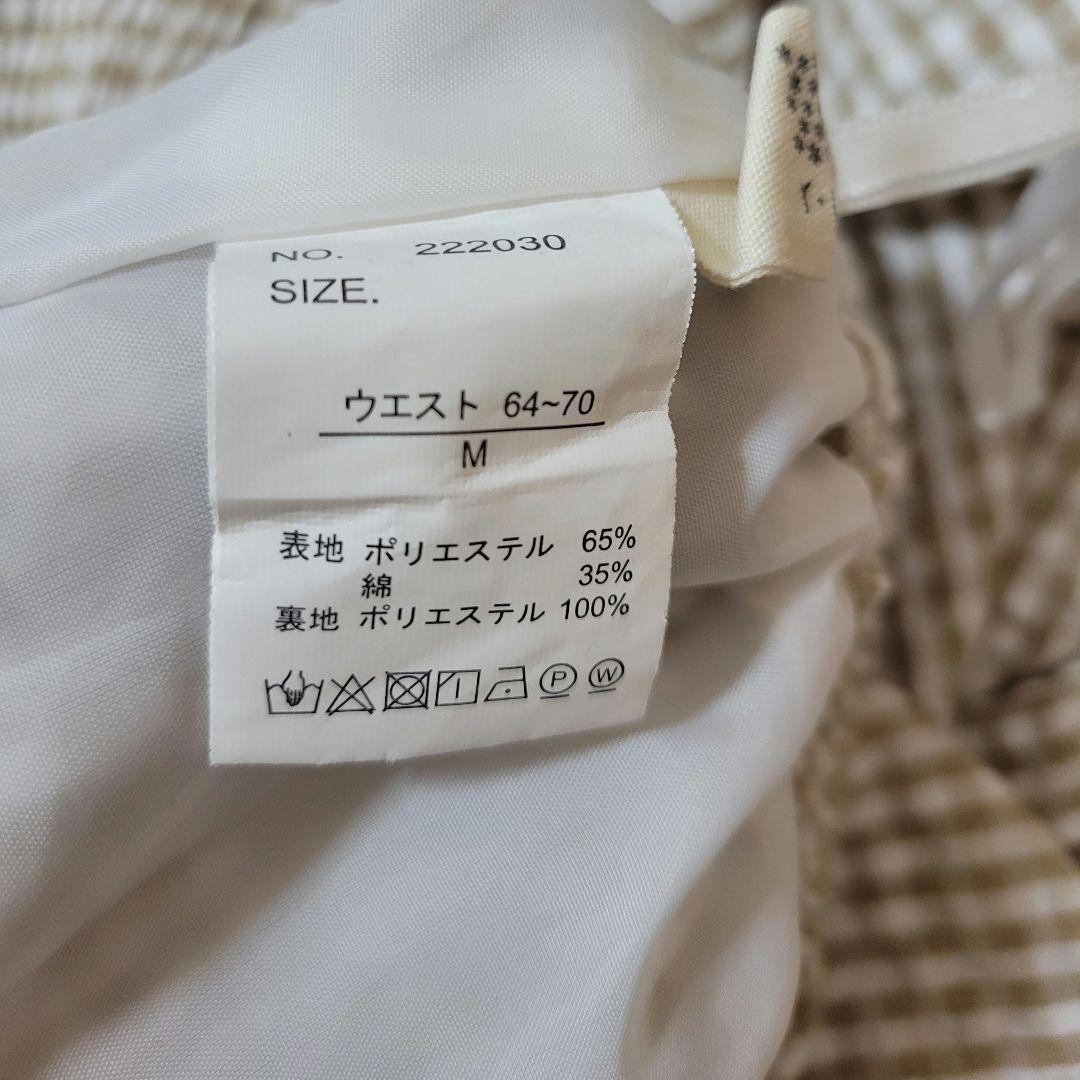 NO. 222030
SIZE.
ウエスト 64~70
M
表地 ポリエステル 65%
綿 35%
裏地 ポリエステル 100%
P W